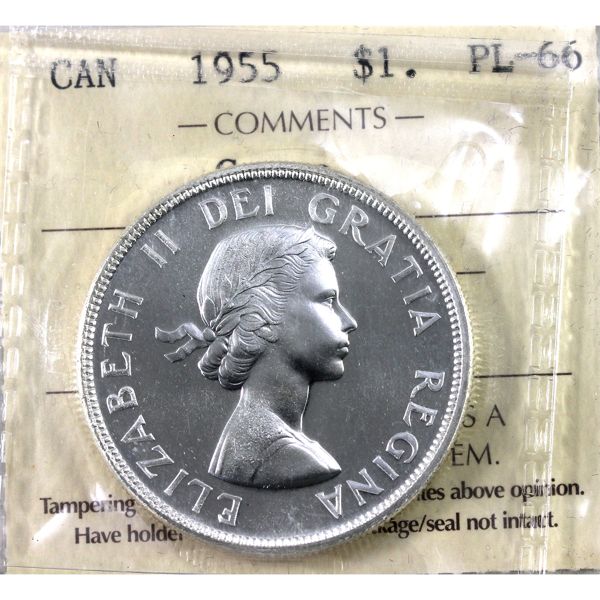 CAN 1955 $1. PL-66
— COMMENTS —
ELIZABETH II DEI GRATIA REGINA
S A
EM.
Tampering tes above opinion.
Have holde kage/seal not intact.